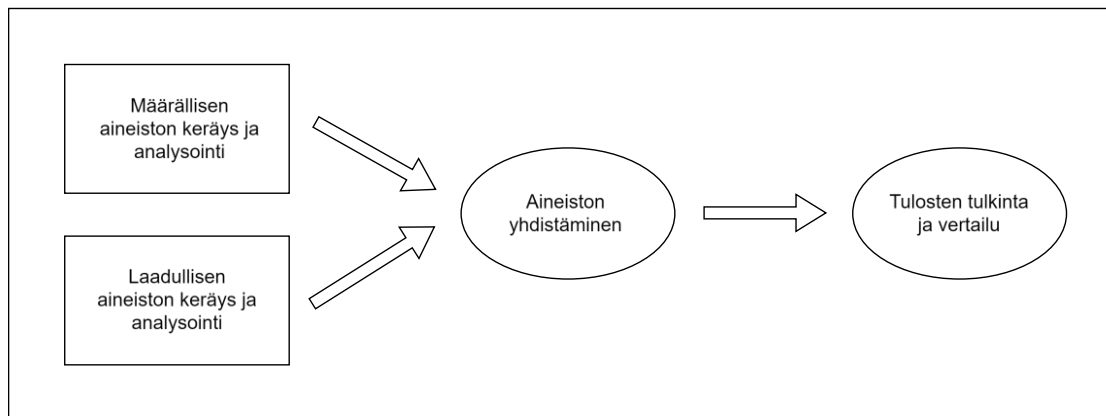 Määrällisen
aineiston keräys ja
analysointi
Laadullisen
aineiston keräys ja
analysointi
Aineiston
yhdistäminen
Tulosten tulkinta
ja vertailu